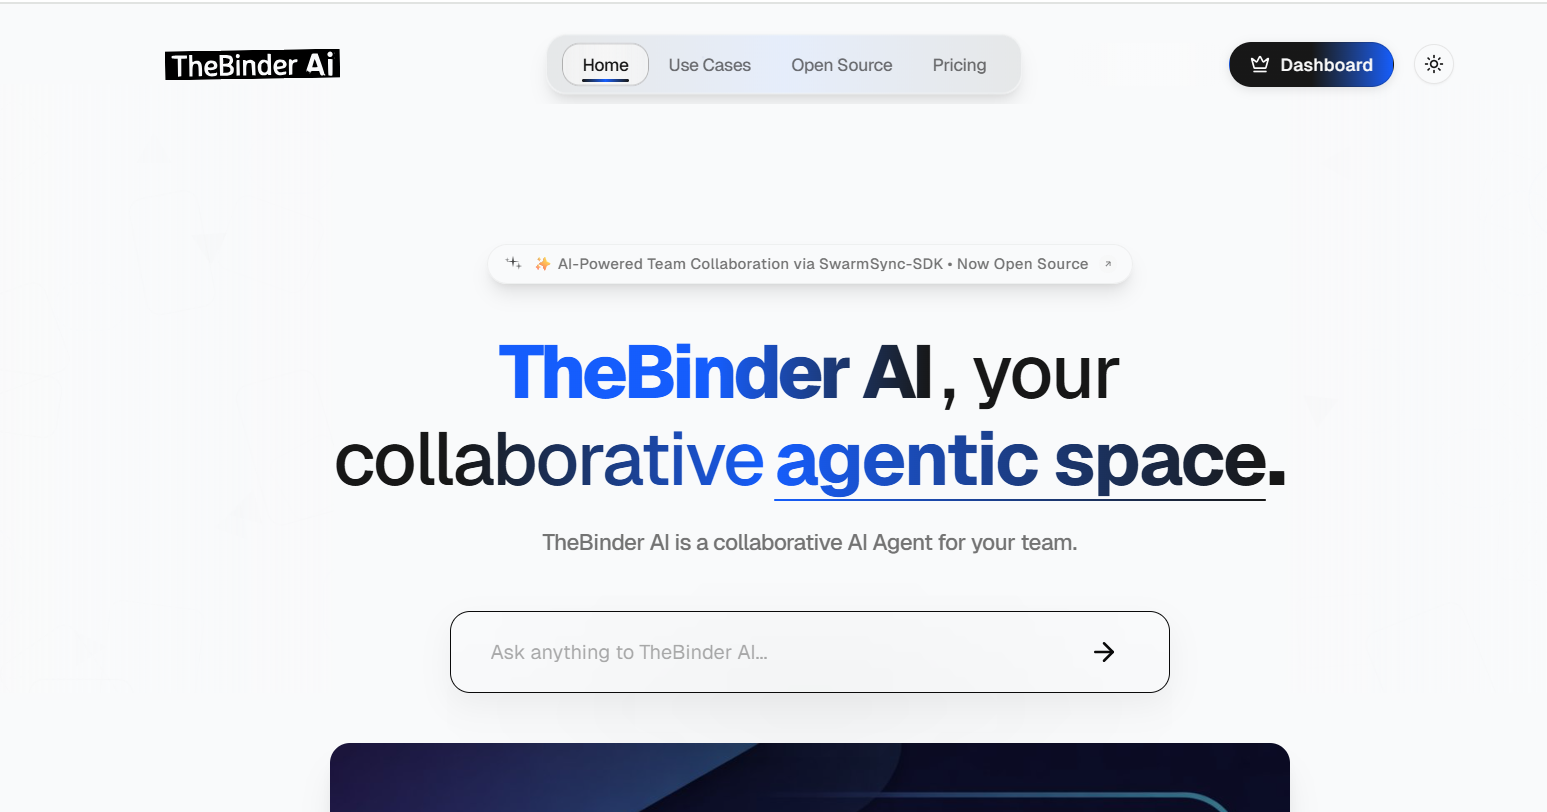 TheBinder Ai
Home Use Cases Open Source Pricing
Dashboard
✨ AI-Powered Team Collaboration via SwarmSync-SDK • Now Open Source
TheBinder AI, your
collaborative agentic space.
TheBinder AI is a collaborative AI Agent for your team.
Ask anything to TheBinder AI...